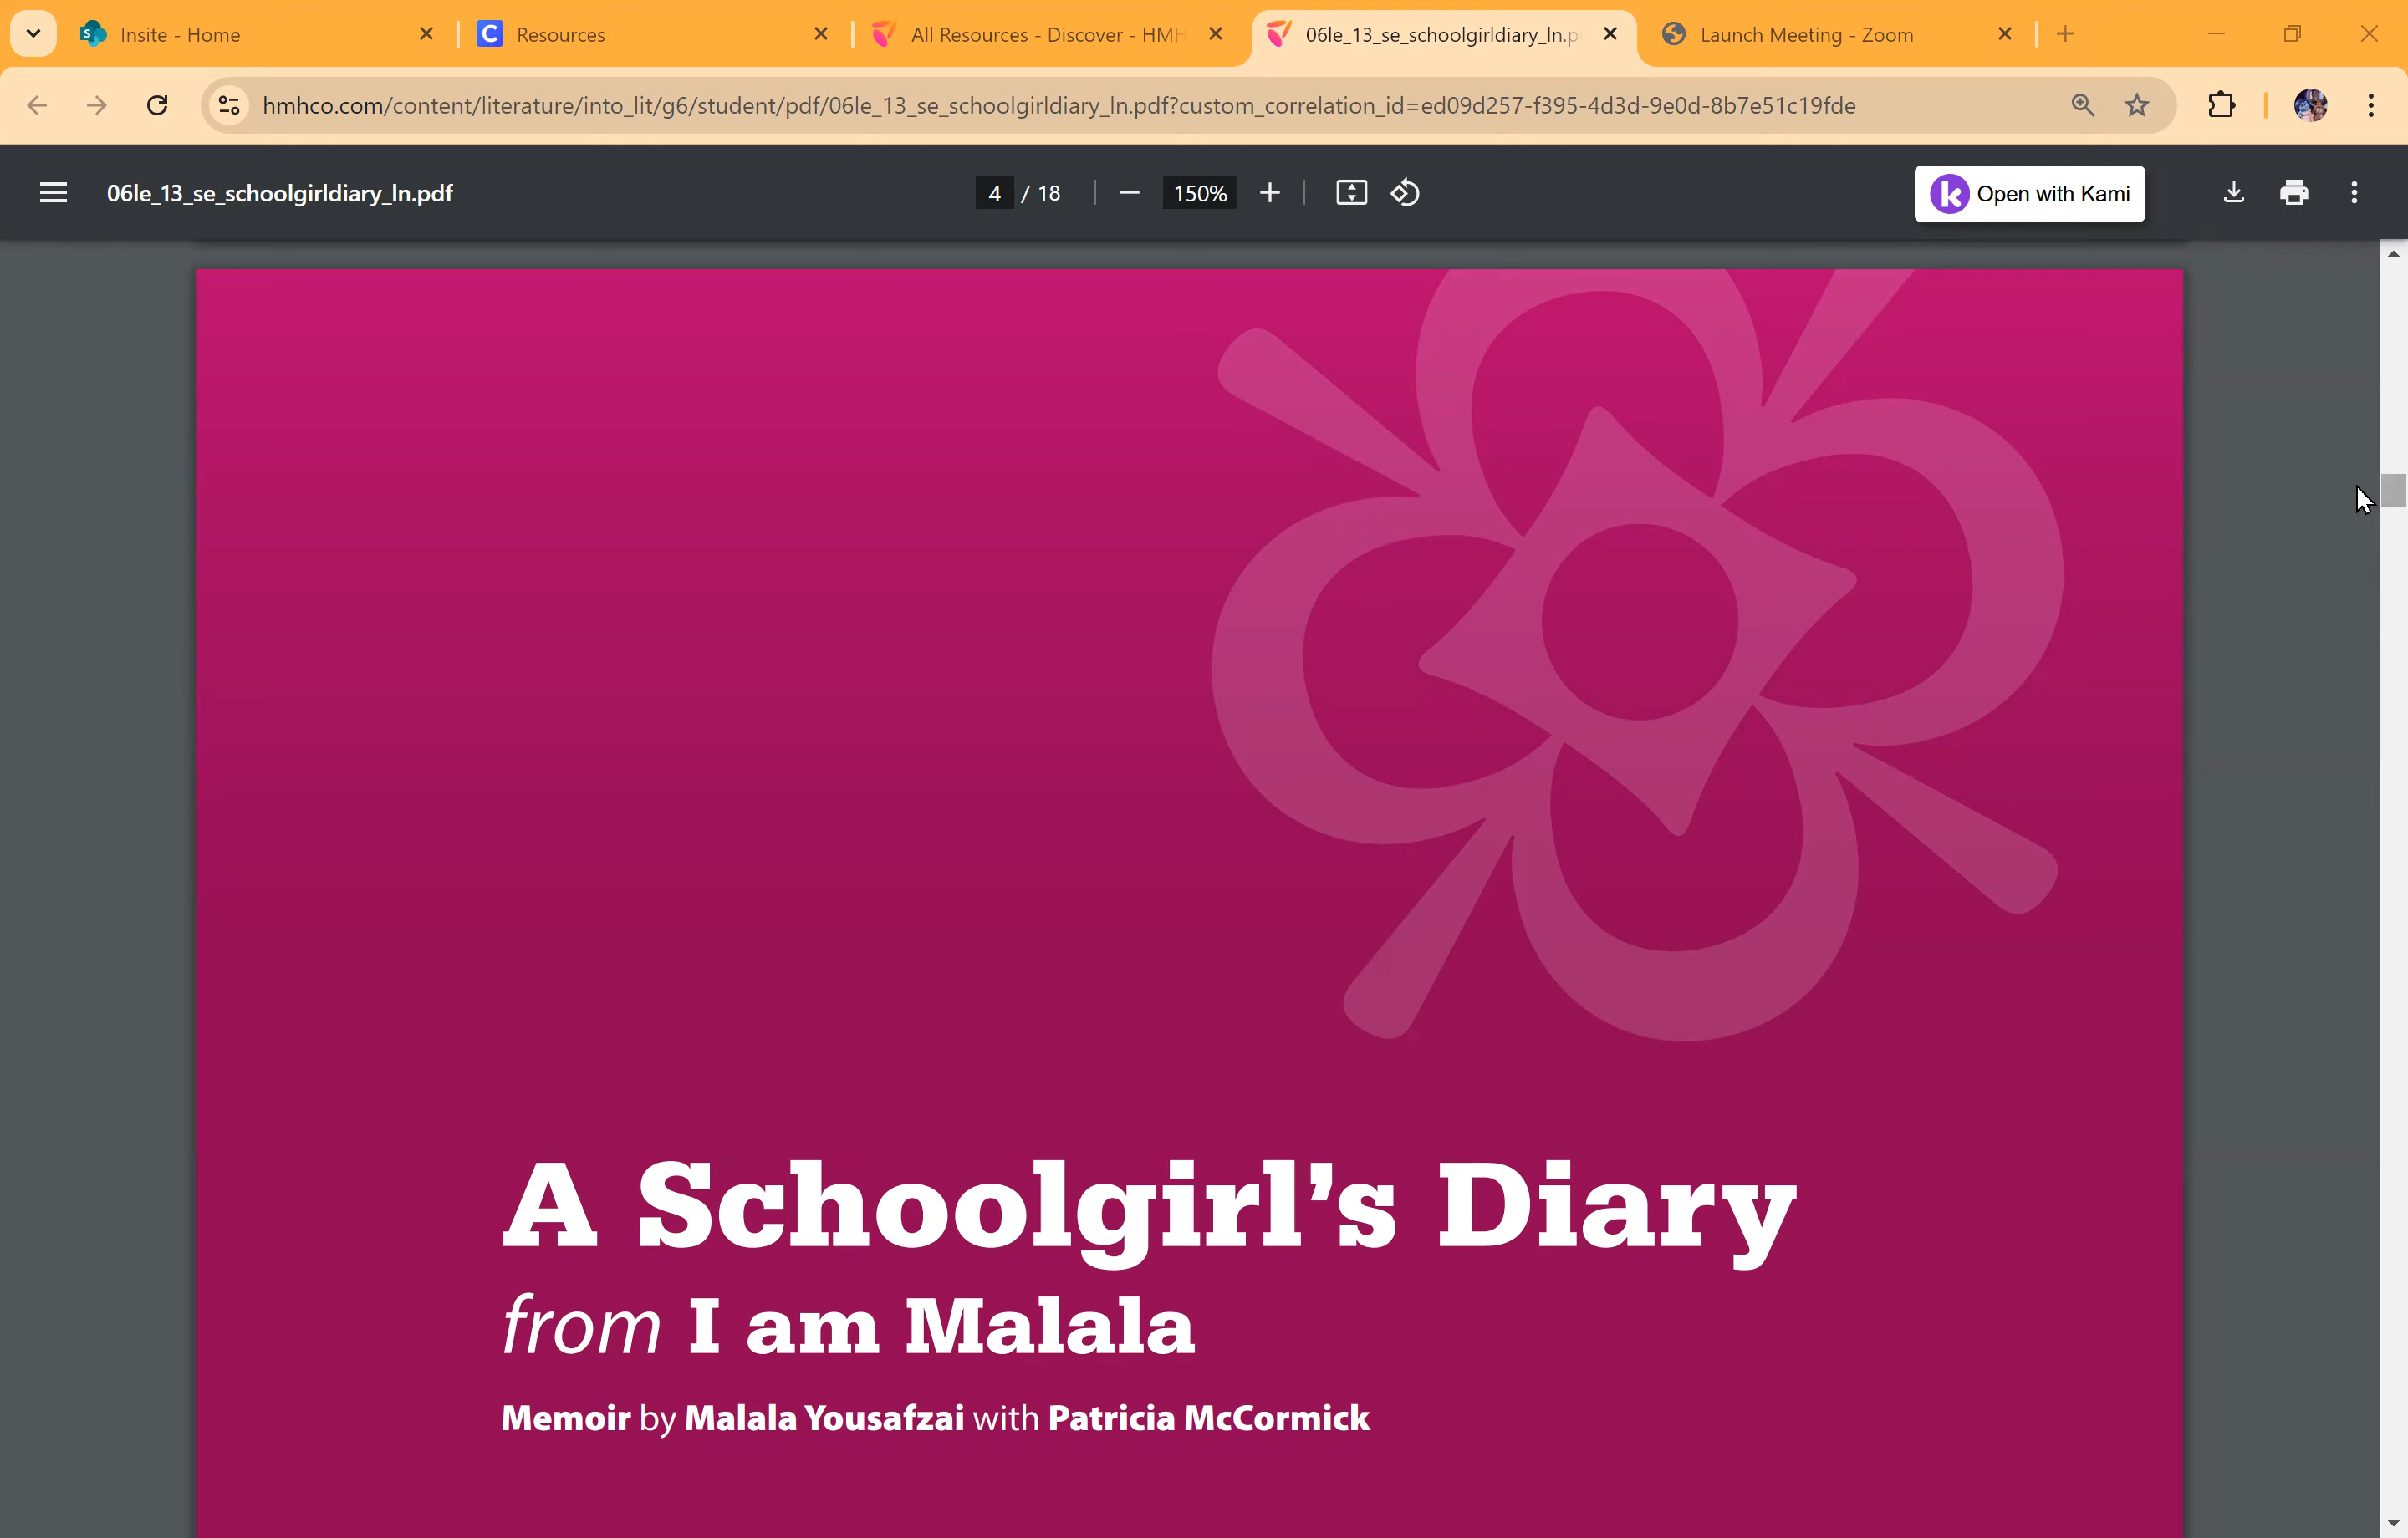 Insite - Home
Resources
All Resources - Discover - HMH
06le_13_se_schoolgirldiary_ln.p
Launch Meeting - Zoom
hmhco.com/content/literature/into_lit/g6/student/pdf/06le_13_se_schoolgirldiary_ln.pdf?custom_correlation_id=ed09d257-f395-4d3d-9e0d-8b7e51c19fde
06le_13_se_schoolgirldiary_ln.pdf
4 / 18
150%
Open with Kami
A Schoolgirl’s Diary
from I am Malala
Memoir by Malala Yousafzai with Patricia McCormick